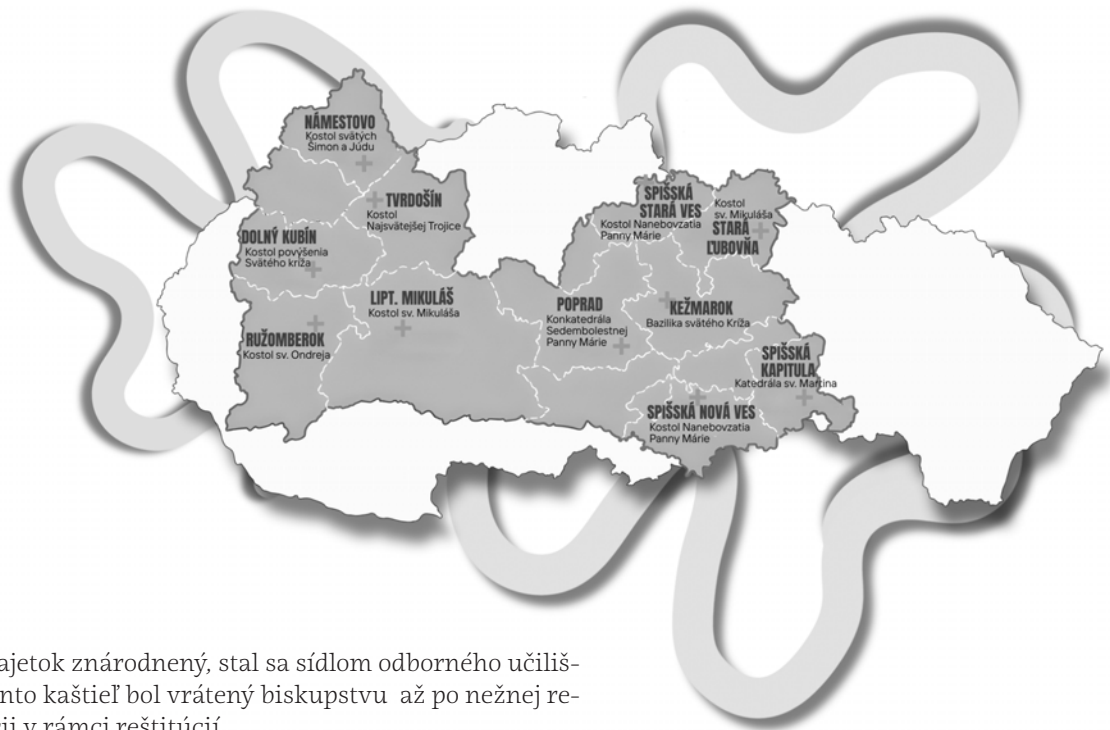 NÁMESTOVO
Kostol svätých
Šimon a Júdu
TVRDOŠÍN
Kostol
Najsvätejšej Trojice
DOLNÝ KUBÍN
Kostol povýšenia
Svätého kríža
LIPT. MIKULÁŠ
Kostol sv. Mikuláša
RUŽOMBEROK
Kostol sv. Ondreja
SPIŠSKÁ
STARÁ VES
Kostol Nanebovzatia
Panny Márie
Kostol
sv. Mikuláša
STARÁ
ĽUBOVŇA
POPRAD
Konkatedrála
Sedembolestnej
Panny Márie
KEŽMAROK
Bazilika svätého Kríža
SPIŠSKÁ
KAPITULA
Katedrála sv. Martina
SPIŠSKÁ NOVÁ VES
Kostol Nanebovzatia
Panny Márie
ajetok znárodnený, stal sa sídlom odborného učiliš-
nto kaštieľ bol vrátený biskupstvu až po nežnej re-
v rámci reštitúcií